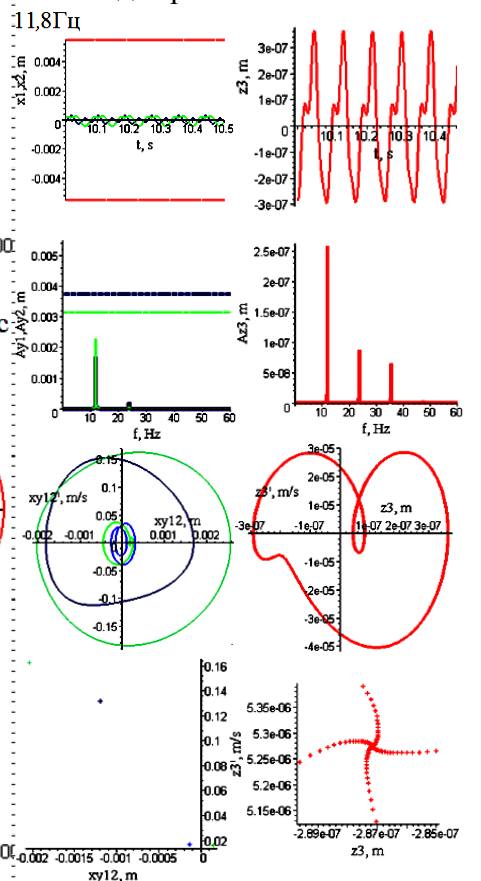 11,8Гц
x1,x2, m
0.004
0.002
0
-0.002
-0.004
10.1 10.2 10.3 10.4 10.5
t, s
z3, m
3e-07
2e-07
1e-07
0
-1e-07
-2e-07
-3e-07
10.1 10.2 10.3 10.4
t, s
Ay1,Ay2, m
0.005
0.004
0.003
0.002
0.001
0 10 20 30 40 50 60
f, Hz
Az3, m
2.5e-07
2e-07
1.5e-07
1e-07
5e-08
0
10 20 30 40 50 60
f, Hz
xy12', m/s
0.15
0.1
0.05
xy12, m
-0.002 -0.001 0 0.001 0.002
-0.05
-0.1
-0.15
z3', m/s
3e-05
2e-05
1e-05
z3, m
-3e-07 -1e-07 1e-07 2e-07 3e-07
-1e-05
-2e-05
-3e-05
-4e-05
0.16
0.14
0.12
0.1
0.08
0.06
0.04
0.02
z3', m/s
-0.002 -0.0015 -0.001 -0.0005 0
xy12, m
5.35e-06
5.3e-06
5.25e-06
5.2e-06
5.15e-06
-2.89e-07 -2.87e-07 -2.85e-07
z3, m